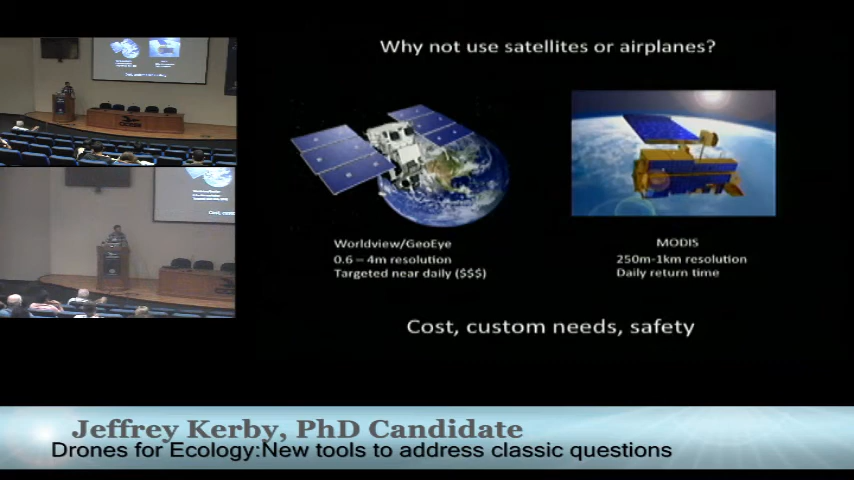 Why not use satellites or airplanes?
Worldview/GeoEye
0.6 – 4m resolution
Targeted near daily ($$$)
MODIS
250m-1km resolution
Daily return time
Cost, custom needs, safety
Jeffrey Kerby, PhD Candidate
Drones for Ecology:New tools to address classic questions